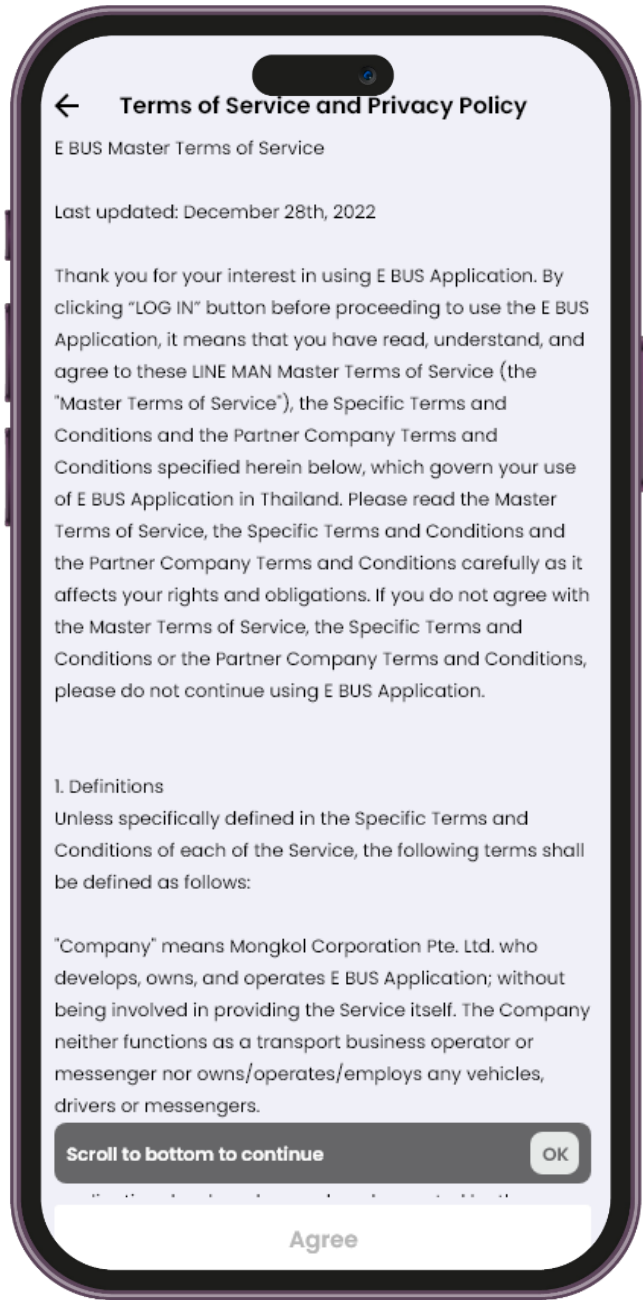 Terms of Service and Privacy Policy
E BUS Master Terms of Service
Last updated: December 28th, 2022
Thank you for your interest in using E BUS Application. By
clicking “LOG IN” button before proceeding to use the E BUS
Application, it means that you have read, understand, and
agree to these LINE MAN Master Terms of Service (the
"Master Terms of Service"), the Specific Terms and
Conditions and the Partner Company Terms and
Conditions specified herein below, which govern your use
of E BUS Application in Thailand. Please read the Master
Terms of Service, the Specific Terms and Conditions and
the Partner Company Terms and Conditions carefully as it
affects your rights and obligations. If you do not agree with
the Master Terms of Service, the Specific Terms and
Conditions or the Partner Company Terms and Conditions,
please do not continue using E BUS Application.
1. Definitions
Unless specifically defined in the Specific Terms and
Conditions of each of the Service, the following terms shall
be defined as follows:
"Company" means Mongkol Corporation Pte. Ltd. who
develops, owns, and operates E BUS Application; without
being involved in providing the Service itself. The Company
neither functions as a transport business operator or
messenger nor owns/operates/employs any vehicles,
drivers or messengers.
Scroll to bottom to continue
OK
Agree